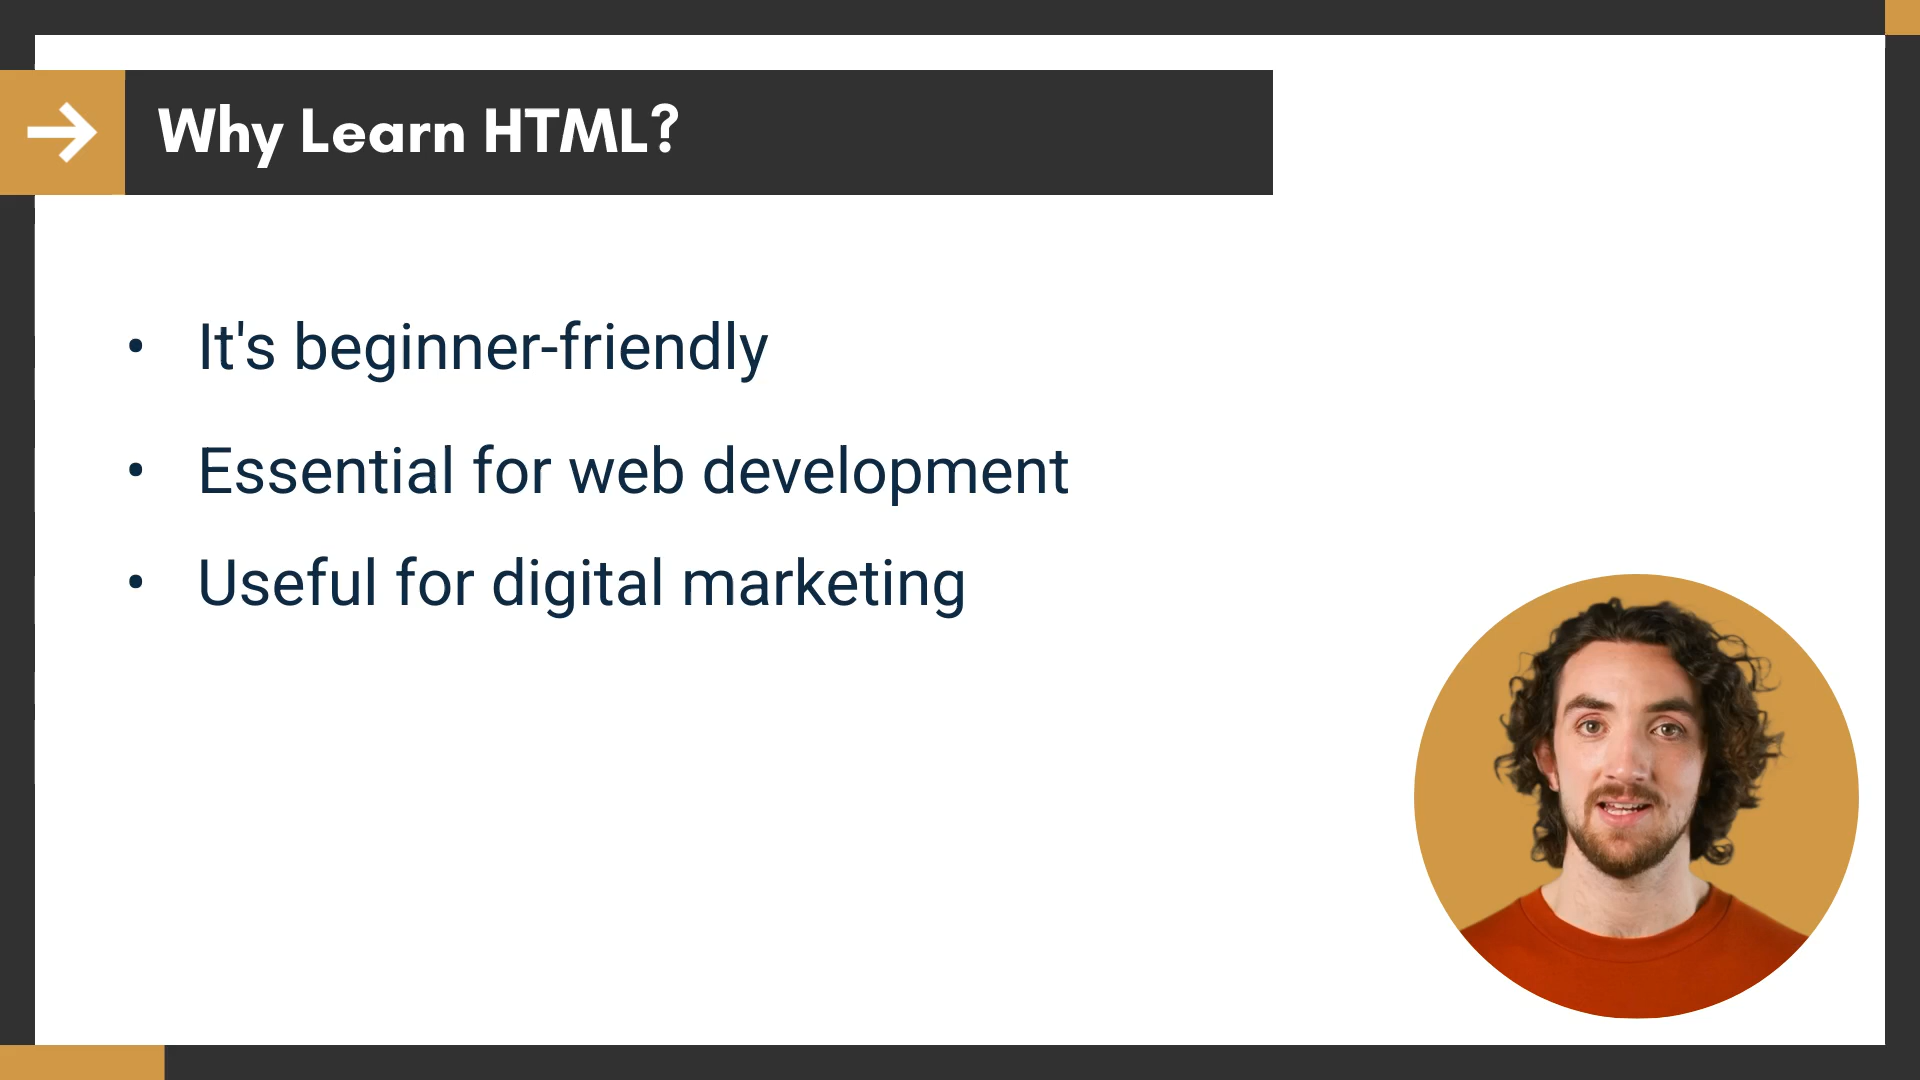 Why Learn HTML?
• It's beginner-friendly
• Essential for web development
• Useful for digital marketing